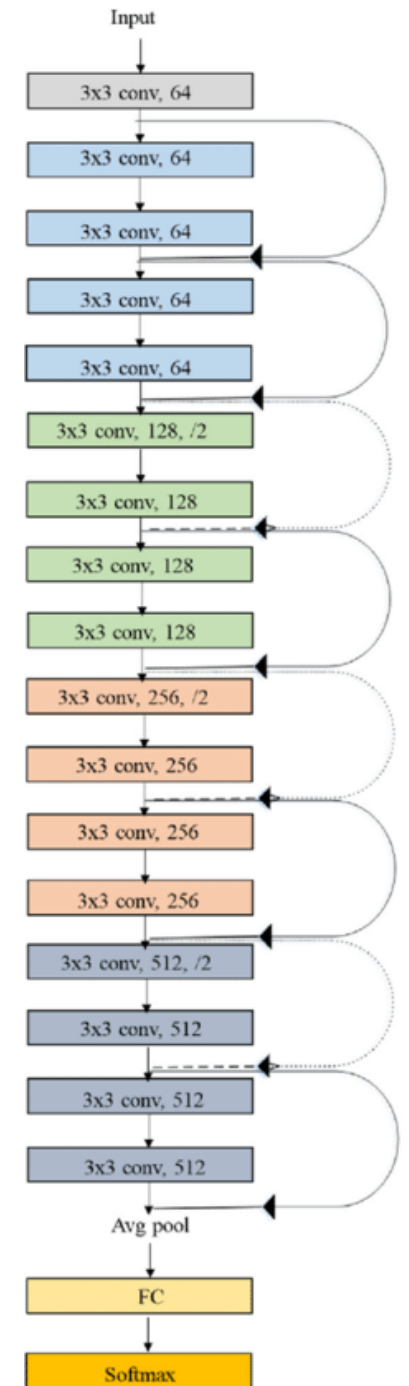 Input
3x3 conv, 64
3x3 conv, 64
3x3 conv, 64
3x3 conv, 64
3x3 conv, 64
3x3 conv, 128, /2
3x3 conv, 128
3x3 conv, 128
3x3 conv, 128
3x3 conv, 256, /2
3x3 conv, 256
3x3 conv, 256
3x3 conv, 256
3x3 conv, 512, /2
3x3 conv, 512
3x3 conv, 512
3x3 conv, 512
Avg pool
FC
Softmax